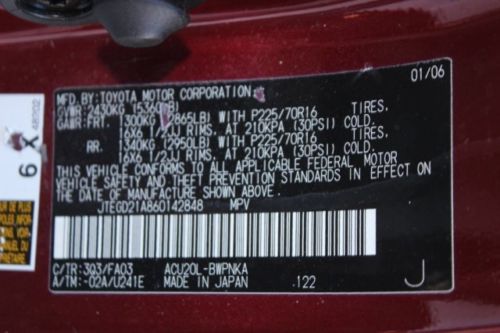 MFD. BY: TOYOTA MOTOR CORPORATION 01/06
GVWR: 2430KG (5360LB)
GAWR: FRT. 1300KG (2865LB) WITH P225/70R16 TIRES.
16X6 1/2JJ RIMS. AT 210KPA (30PSI) COLD.
RR. 1340KG (2950LB) WITH P225/70R16 TIRES.
16X6 1/2JJ RIMS. AT 210KPA (30PSI) COLD.
THIS VEHICLE CONFORMS TO ALL APPLICABLE FEDERAL MOTOR
VEHICLE SAFETY AND THEFT PREVENTION STANDARDS IN EFFECT ON
THE DATE OF MANUFACTURE SHOWN ABOVE.
JTEGD21A860142848 MPV
C/TR: 3Q3/FA03 ACU20L-BWPNKA
A/TM: -02A/U241E MADE IN JAPAN .122 J
6 X
48202